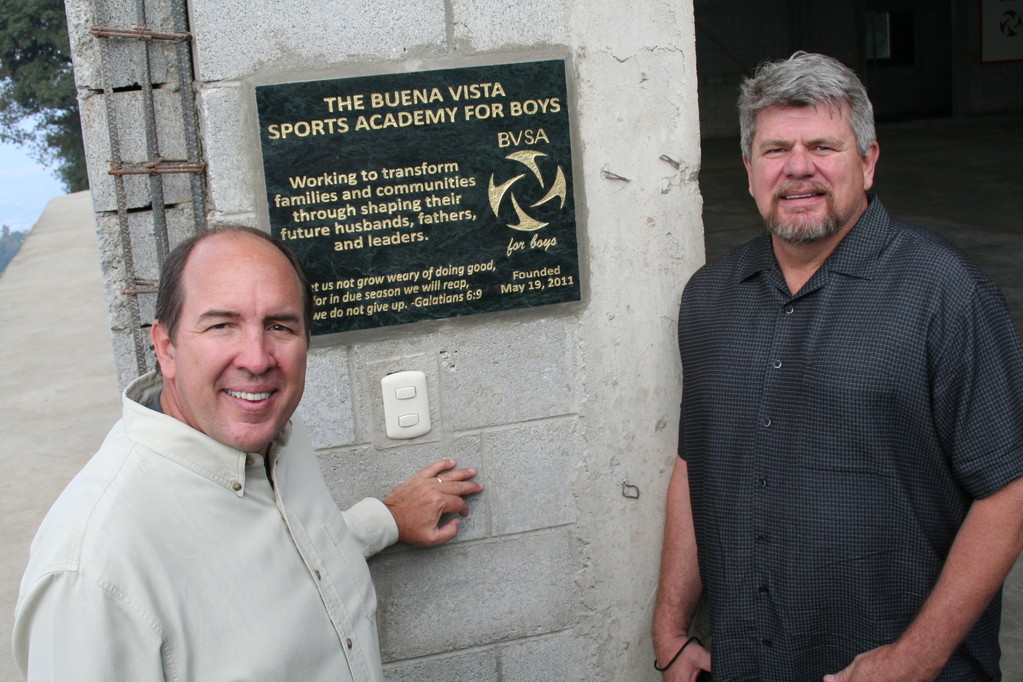 THE BUENA VISTA
SPORTS ACADEMY FOR BOYS
BVSA
Working to transform
families and communities
through shaping their
future husbands, fathers,
and leaders.
for boys
us not grow weary of doing good,
for in due season we will reap,
we do not give up. -Galatians 6:9
Founded
May 19, 2011